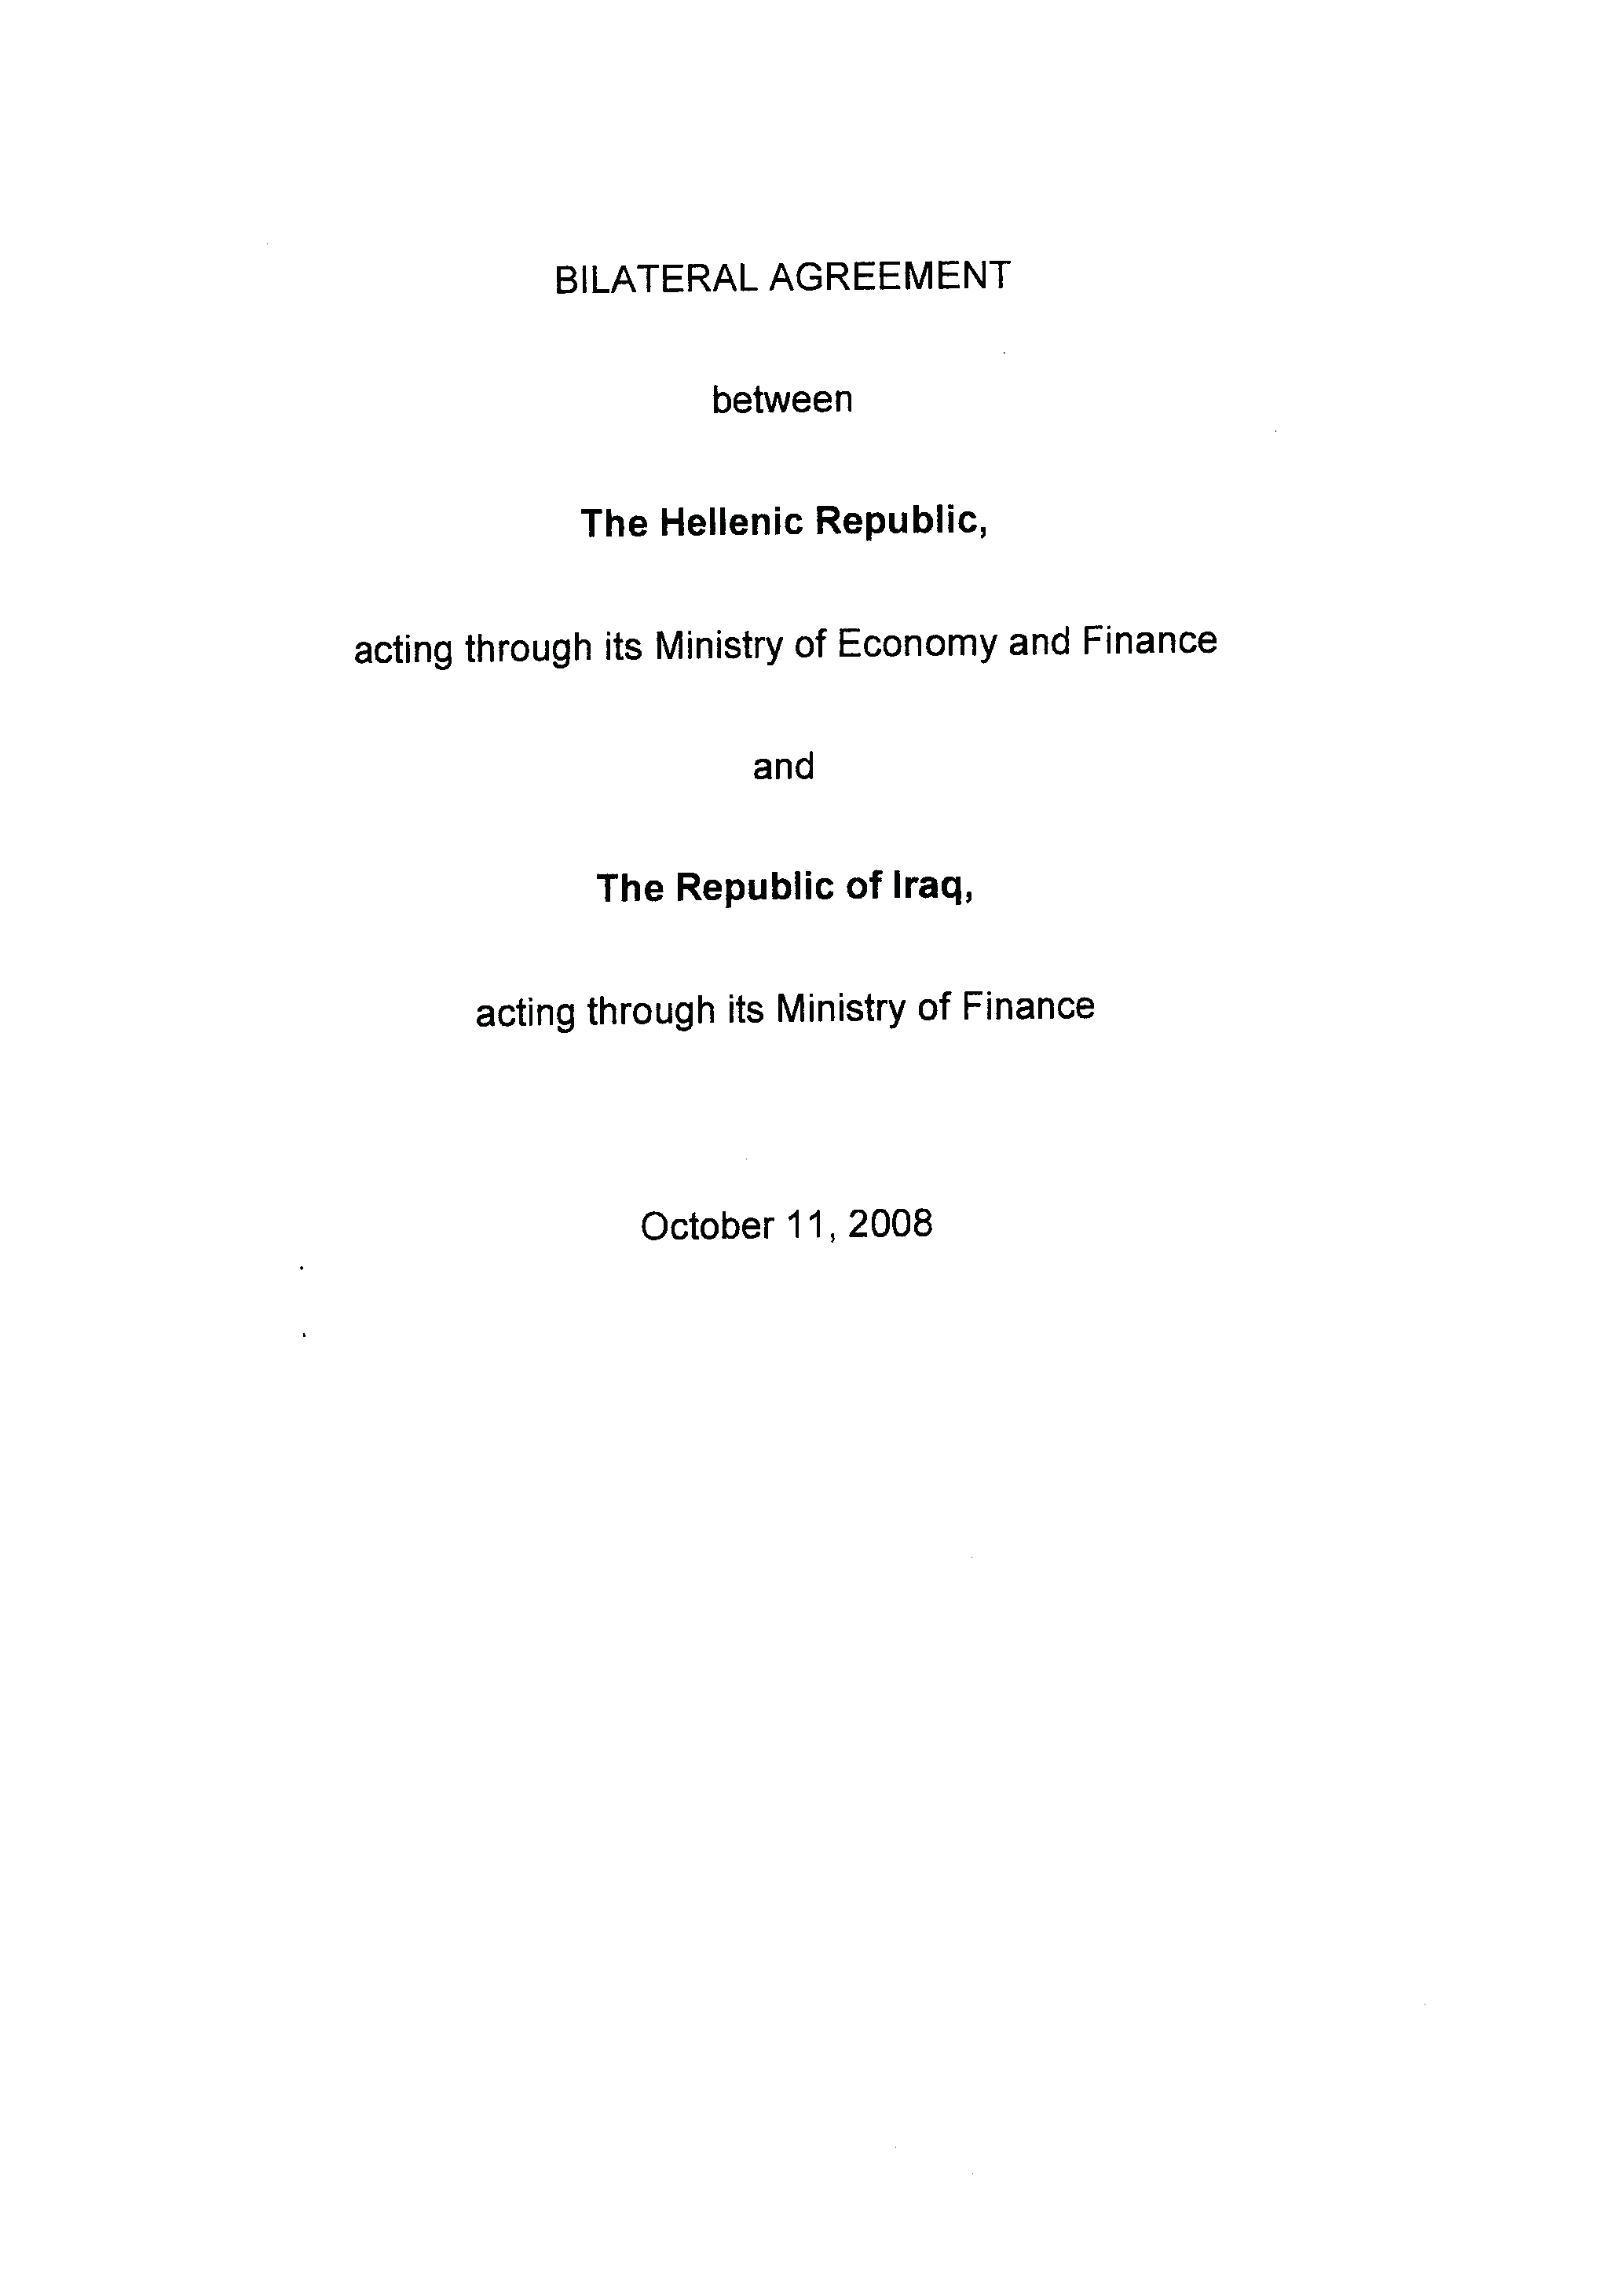 BILATERAL AGREEMENT
between
The Hellenic Republic,
acting through its Ministry of Economy and Finance
and
The Republic of Iraq,
acting through its Ministry of Finance
October 11, 2008